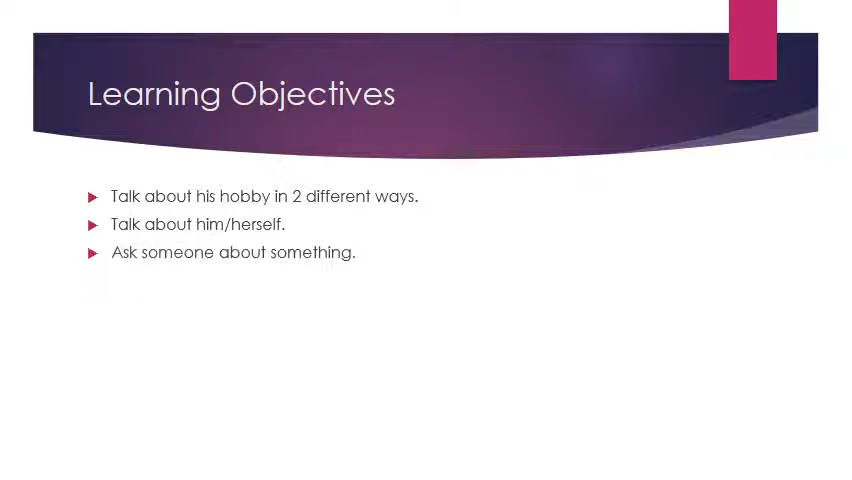 Learning Objectives
Talk about his hobby in 2 different ways.
Talk about him/herself.
Ask someone about something.